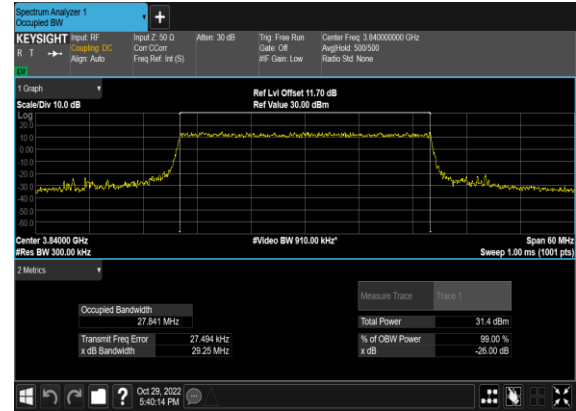 Spectrum Analyzer 1
Occupied BW
+
KEYSIGHT Input: RF Input Z: 50 Ω Atten: 30 dB Trig: Free Run Center Freq: 3.840000000 GHz
R T Coupling: DC Corr CCorr Gate: Off Avg|Hold: 500/500
Align: Auto Freq Ref: Int (S) #IF Gain: Low Radio Std: None
LV
1 Graph Ref Lvl Offset 11.70 dB
Scale/Div 10.0 dB Ref Value 30.00 dBm
Log
20.0
10.0
0.00
-10.0
-20.0
-30.0
-40.0
-50.0
-60.0
Center 3.84000 GHz #Video BW 910.00 kHz* Span 60 MHz
#Res BW 300.00 kHz Sweep 1.00 ms (1001 pts)
2 Metrics
Measure Trace Trace 1
Occupied Bandwidth
27.841 MHz Total Power 31.4 dBm
Transmit Freq Error 27.494 kHz % of OBW Power 99.00 %
x dB Bandwidth 29.25 MHz x dB -26.00 dB
? Oct 29, 2022
5:40:14 PM